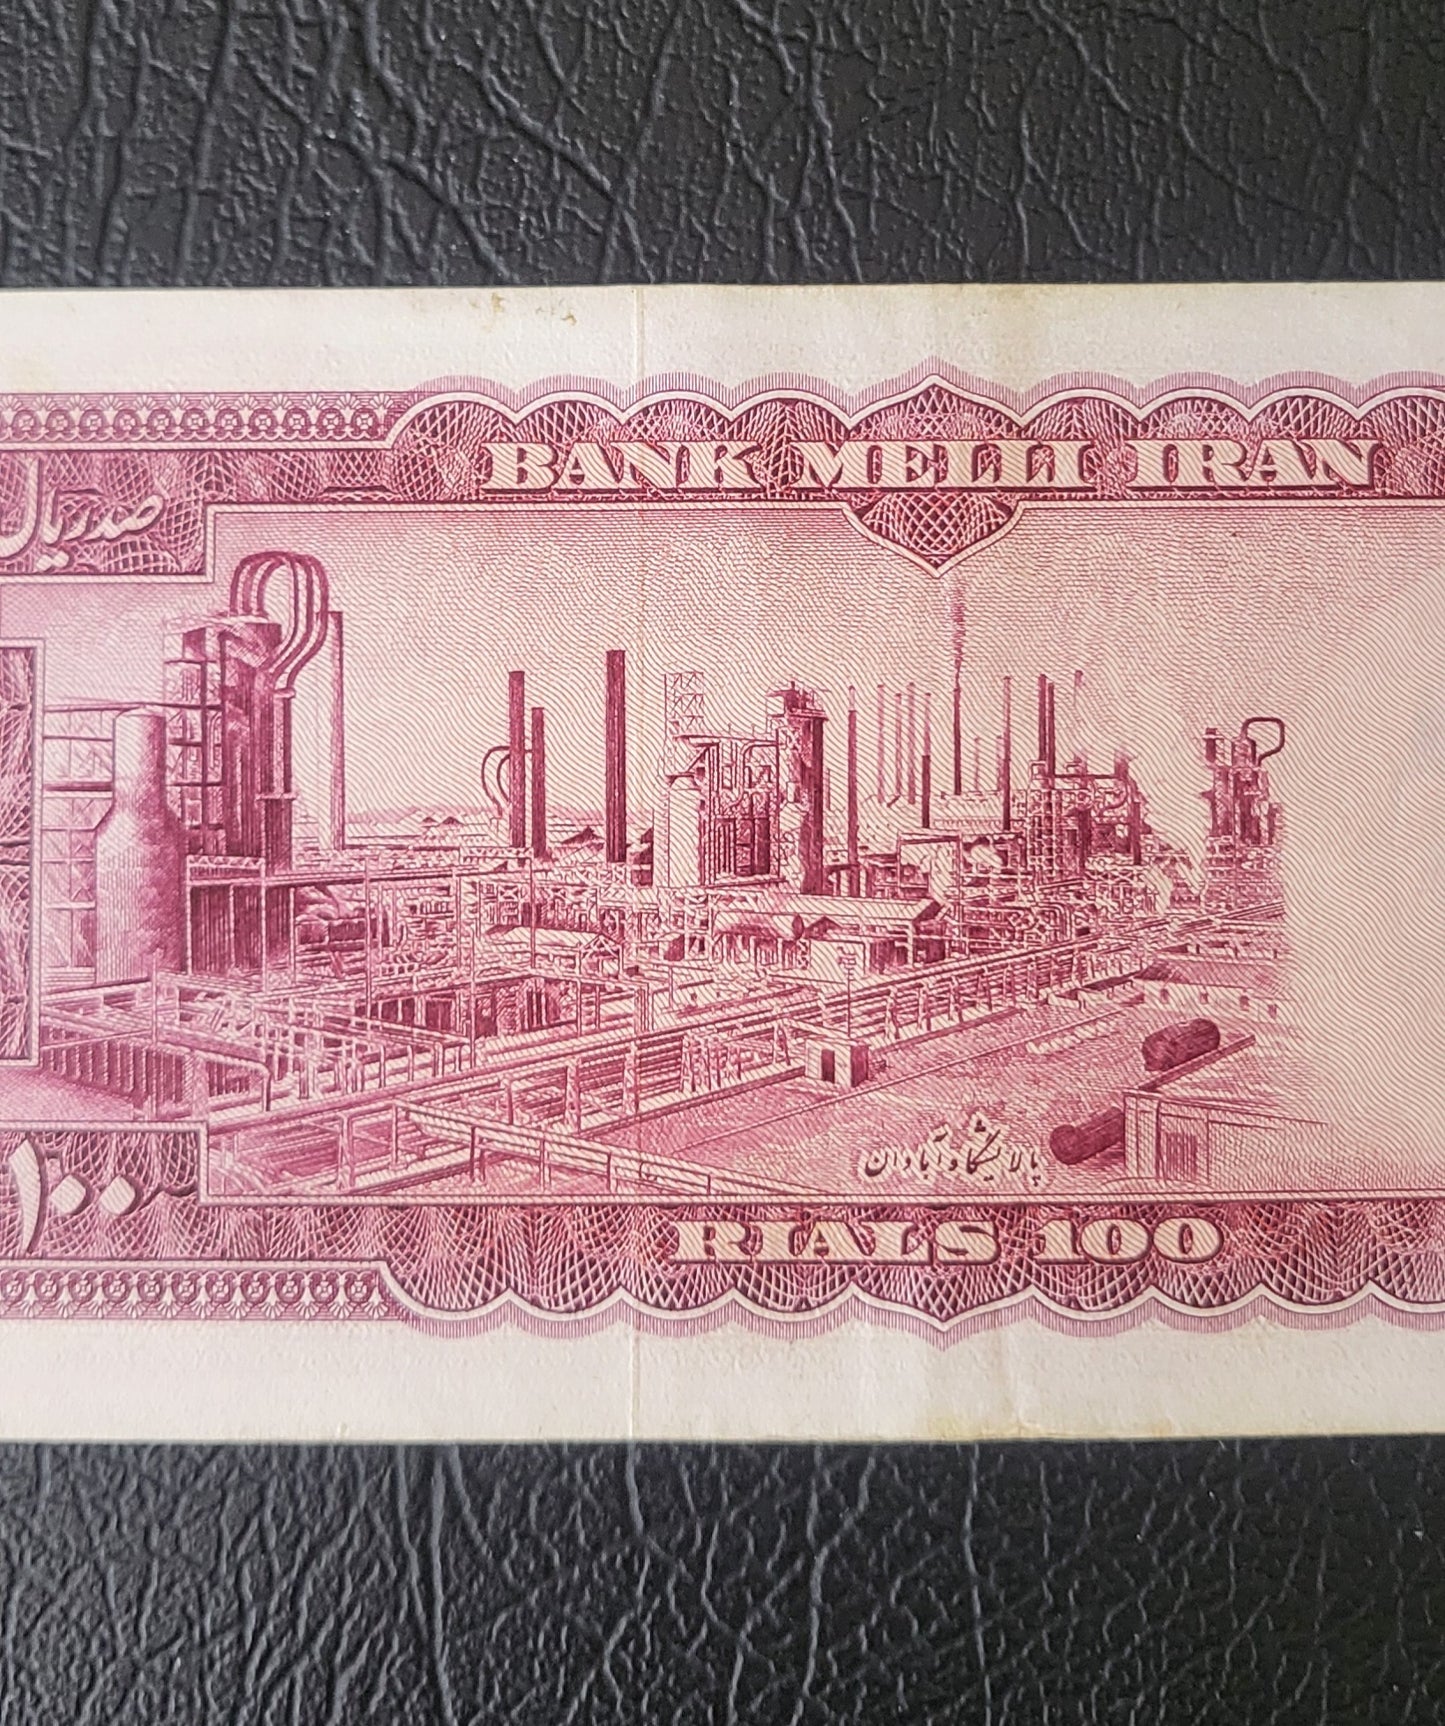 BANK MELLI IRAN
صد ریال
پالایشگاه آبادان
۱۰۰
RIALS 100